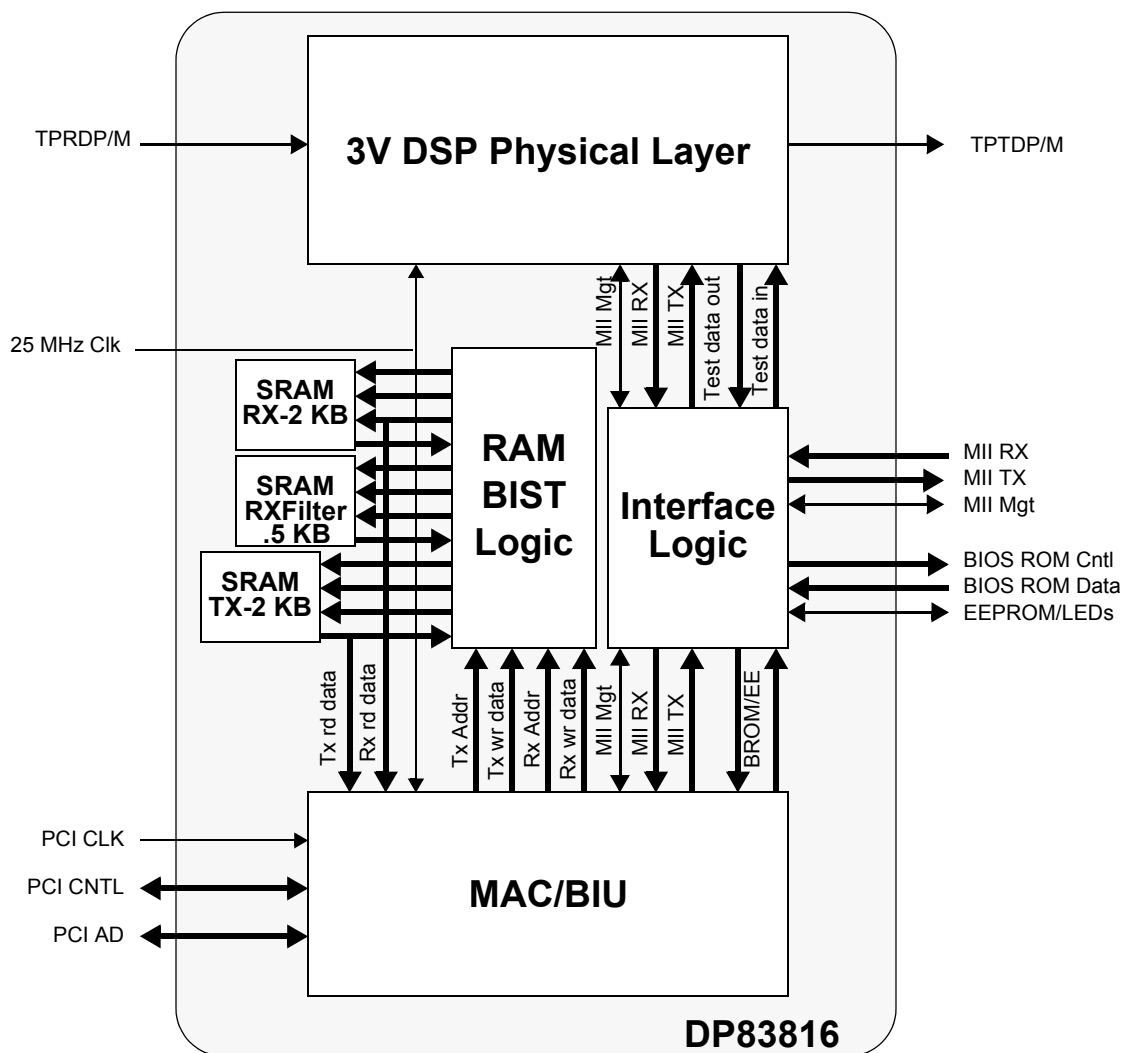 3V DSP Physical Layer
TPRDP/M
TPTDP/M
MII Mgt
MII RX
MII TX
Test data out
Test data in
25 MHz Clk
SRAM
RX-2 KB
SRAM
RXFilter
.5 KB
SRAM
TX-2 KB
RAM
BIST
Logic
Interface
Logic
MII RX
MII TX
MII Mgt
BIOS ROM Cntl
BIOS ROM Data
EEPROM/LEDs
Tx rd data
Rx rd data
Tx Addr
Tx wr data
Rx Addr
Rx wr data
MII Mgt
MII RX
MII TX
BROM/EE
PCI CLK
PCI CNTL
PCI AD
MAC/BIU
DP83816